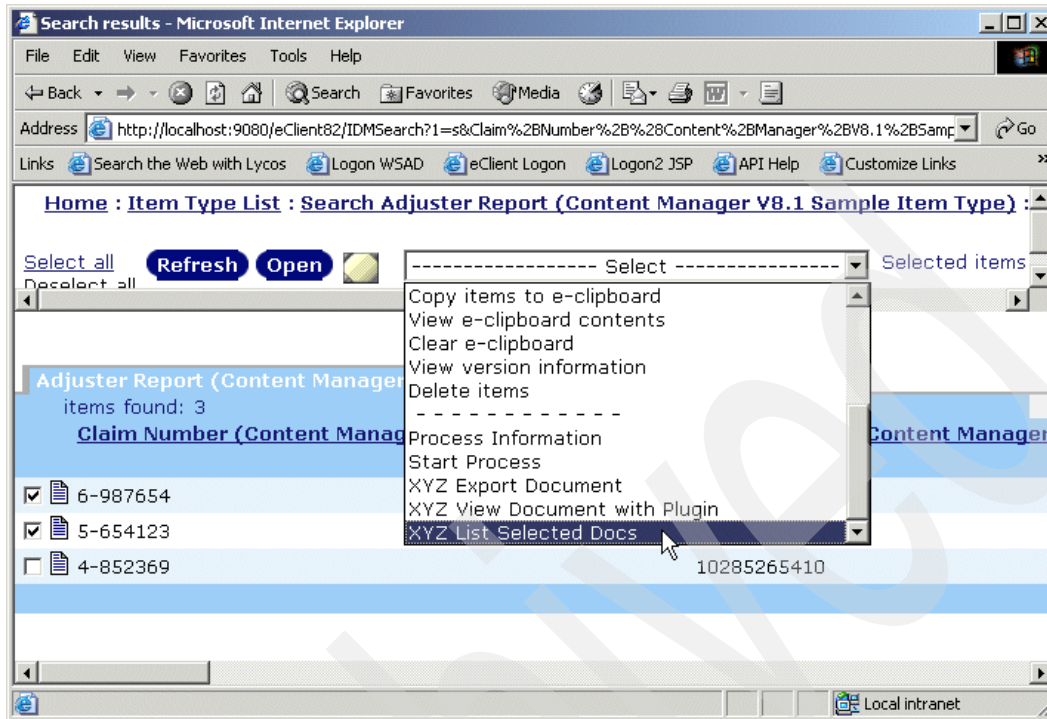 Search results - Microsoft Internet Explorer
File Edit View Favorites Tools Help
Back Search Favorites Media
Address http://localhost:9080/eClient82/IDMSearch?1=s&Claim%2BNumber%2B%28Content%2BManager%2BV8.1%2BSamp Go
Links Search the Web with Lycos Logon WSAD eClient Logon Logon2 JSP API Help Customize Links »
Home : Item Type List : Search Adjuster Report (Content Manager V8.1 Sample Item Type) :
Select all Refresh Open ------------------ Select ---------------- Selected items
Deselect all
Copy items to e-clipboard
View e-clipboard contents
Clear e-clipboard
View version information
Delete items
- - - - - - - - - - - -
Process Information
Start Process
XYZ Export Document
XYZ View Document with Plugin
XYZ List Selected Docs
Adjuster Report (Content Manager
items found: 3
Claim Number (Content Manag Content Manager
6-987654
5-654123
4-852369 10285265410
Local intranet